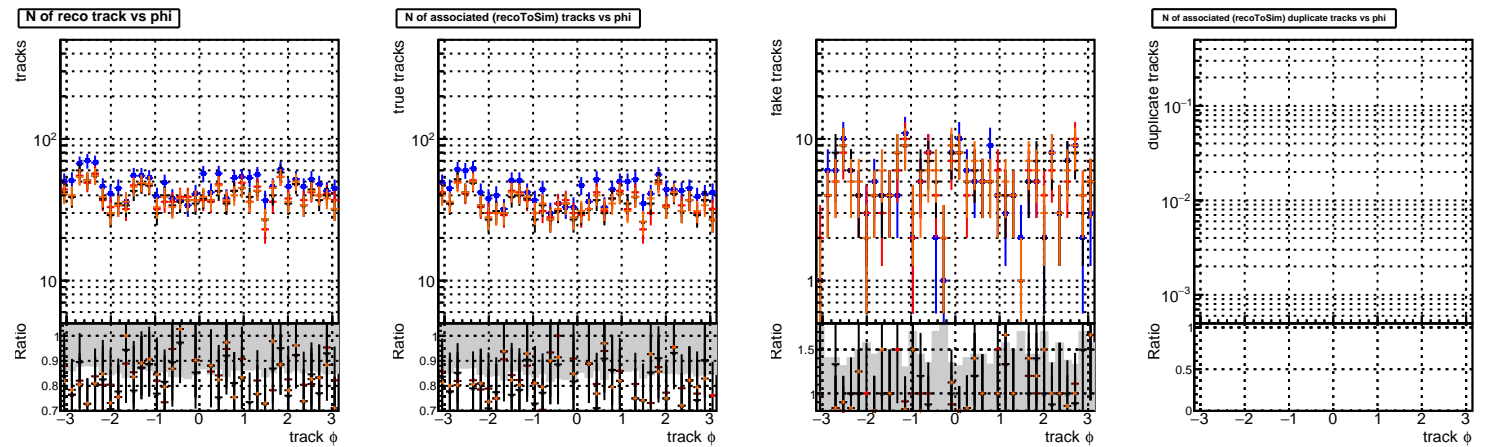 N of reco track vs phi
tracks
10²
10
Ratio
1
0.9
0.8
0.7
−3 −2 −1 0 1 2 3
track ϕ
N of associated (recoToSim) tracks vs phi
true tracks
10²
10
Ratio
1
0.9
0.8
0.7
−3 −2 −1 0 1 2 3
track ϕ
fake tracks
10
1
Ratio
1.5
1
−3 −2 −1 0 1 2 3
track ϕ
N of associated (recoToSim) duplicate tracks vs phi
duplicate tracks
10⁻¹
10⁻²
10⁻³
Ratio
1
0.5
0
−3 −2 −1 0 1 2 3
track ϕ